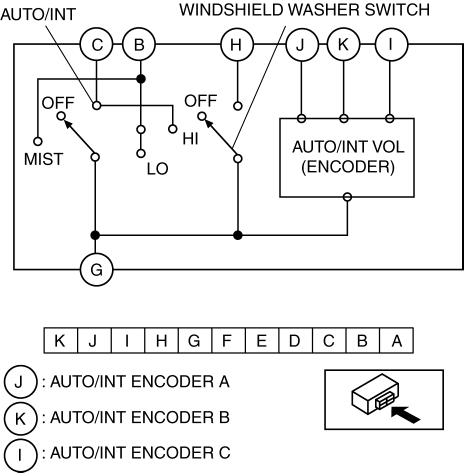 WINDSHIELD WASHER SWITCH
AUTO/INT
C B H J K I
OFF OFF
HI
MIST LO
AUTO/INT VOL
(ENCODER)
G
K J I H G F E D C B A
J : AUTO/INT ENCODER A
K : AUTO/INT ENCODER B
I : AUTO/INT ENCODER C